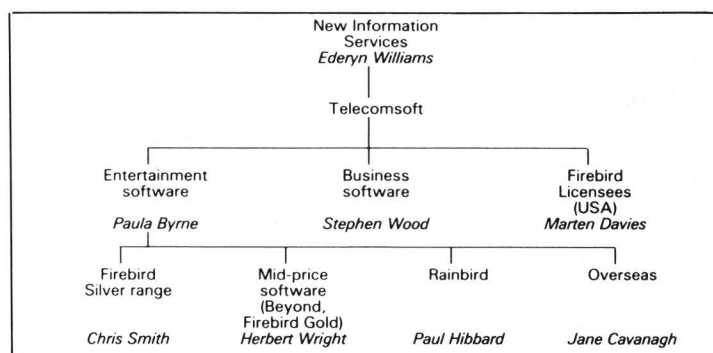 New Information
Services
Ederyn Williams
Telecomsoft
Entertainment
software
Paula Byrne
Business
software
Stephen Wood
Firebird
Licensees
(USA)
Marten Davies
Firebird
Silver range
Chris Smith
Mid-price
software
(Beyond,
Firebird Gold)
Herbert Wright
Rainbird
Paul Hibbard
Overseas
Jane Cavanagh